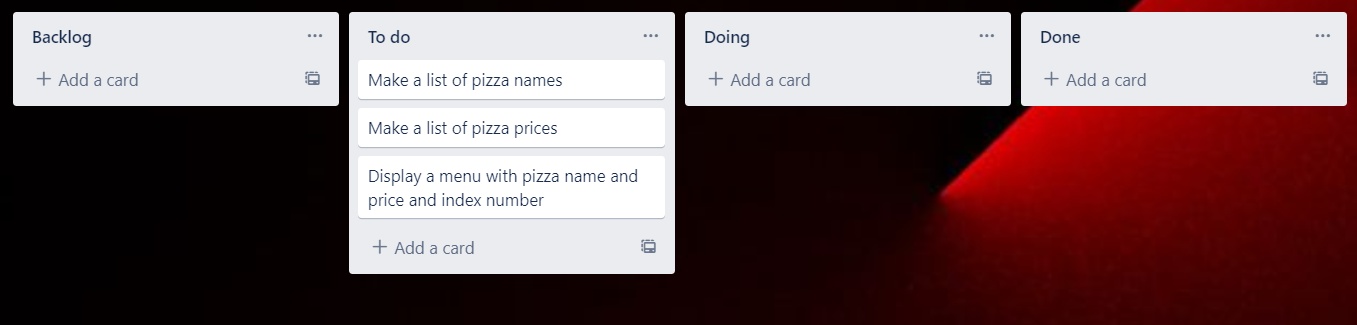 Backlog
+ Add a card
To do
Make a list of pizza names
Make a list of pizza prices
Display a menu with pizza name and
price and index number
+ Add a card
Doing
+ Add a card
Done
+ Add a card